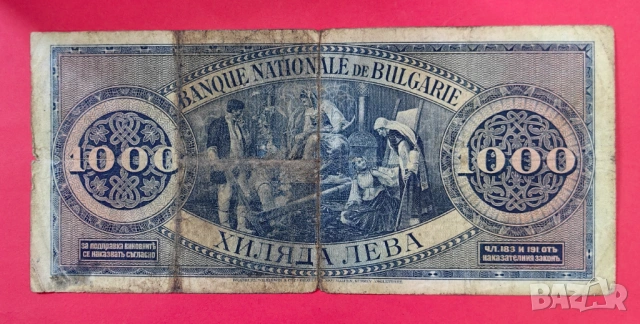 BANQUE NATIONALE DE BULGARIE
1000
1000
ХИЛЯДА ЛЕВА
ЗА ПОДПРАВКА ВИНОВНИТѢ
СЕ НАКАЗВАТЪ СЪГЛАСНО
ЧЛ. 183 И 191 ОТЪ
НАКАЗАТЕЛНИЯ ЗАКОНЪ.
BAZAR